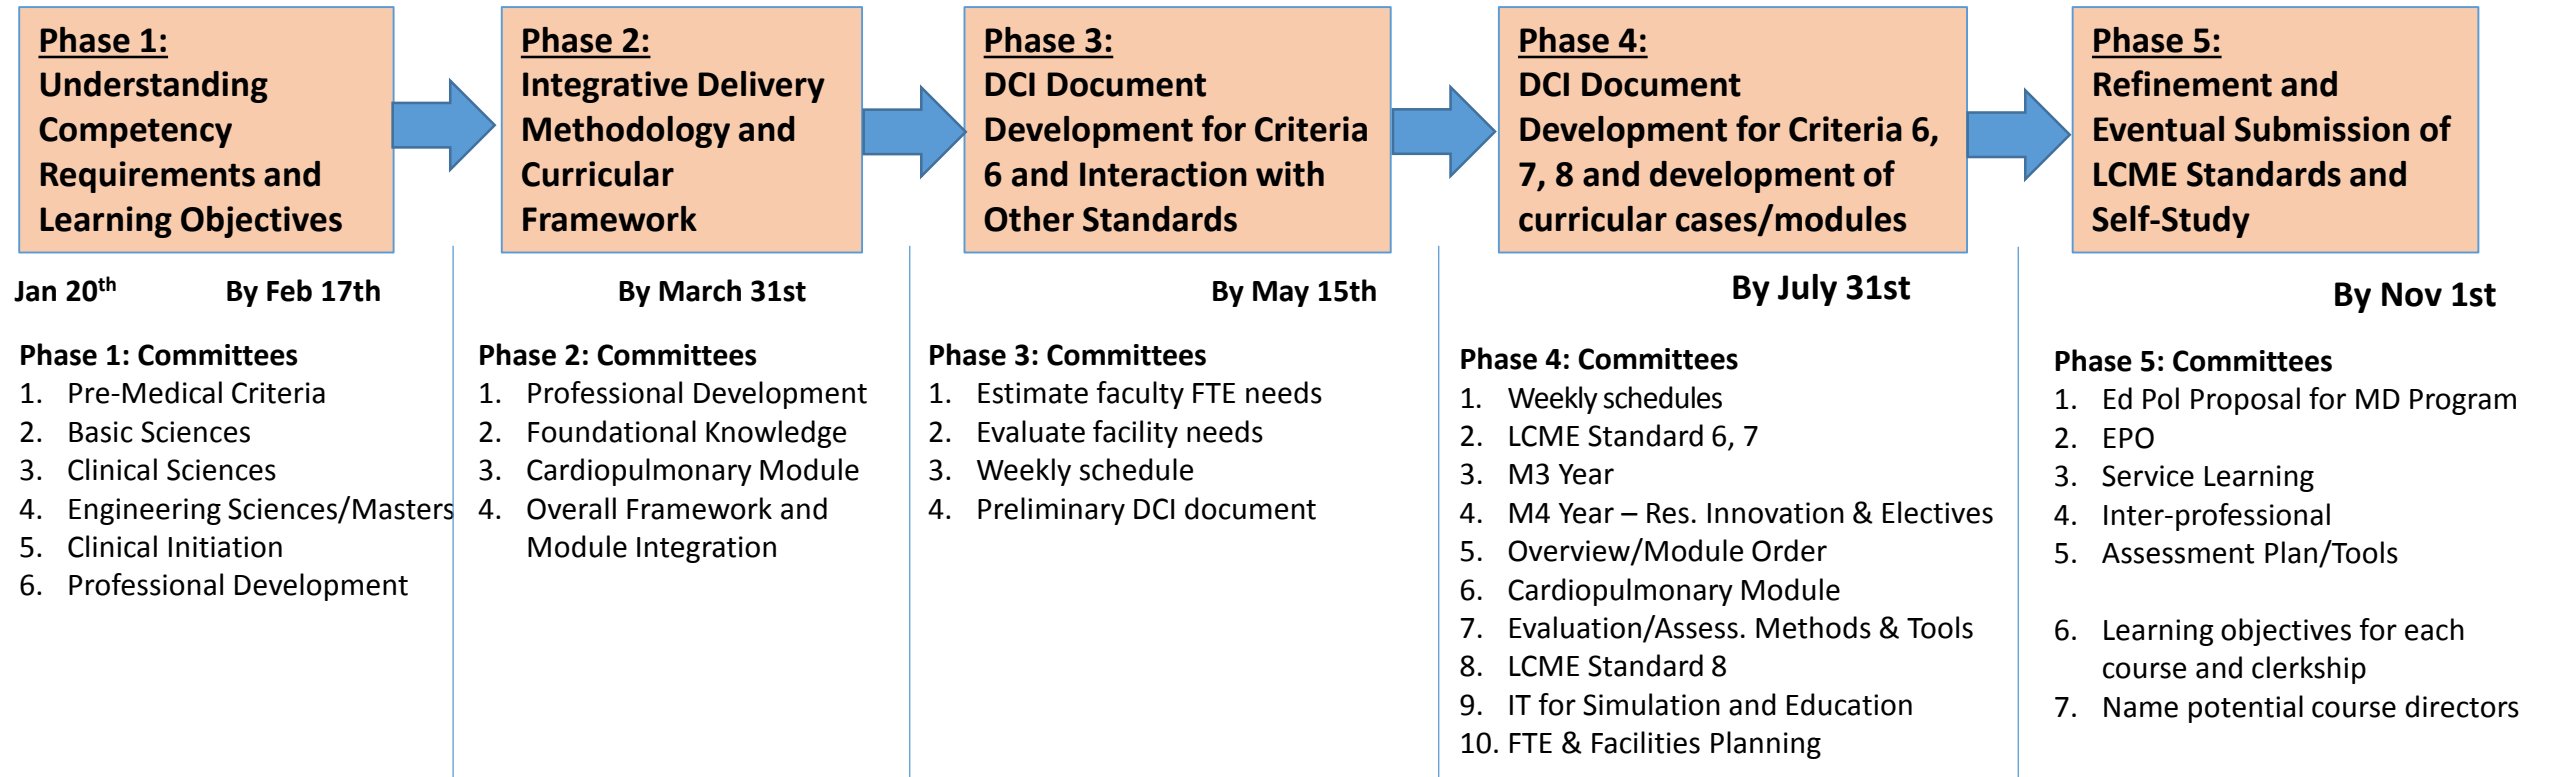 Phase 1:
Understanding
Competency
Requirements and
Learning Objectives
Phase 2:
Integrative Delivery
Methodology and
Curricular
Framework
Phase 3:
DCI Document
Development for Criteria
6 and Interaction with
Other Standards
Phase 4:
DCI Document
Development for Criteria 6,
7, 8 and development of
curricular cases/modules
Phase 5:
Refinement and
Eventual Submission of
LCME Standards and
Self-Study
Jan 20th
By Feb 17th
By March 31st
By May 15th
By July 31st
By Nov 1st
Phase 1: Committees
1. Pre-Medical Criteria
2. Basic Sciences
3. Clinical Sciences
4. Engineering Sciences/Masters
5. Clinical Initiation
6. Professional Development
Phase 2: Committees
1. Professional Development
2. Foundational Knowledge
3. Cardiopulmonary Module
4. Overall Framework and
Module Integration
Phase 3: Committees
1. Estimate faculty FTE needs
2. Evaluate facility needs
3. Weekly schedule
4. Preliminary DCI document
Phase 4: Committees
1. Weekly schedules
2. LCME Standard 6, 7
3. M3 Year
4. M4 Year – Res. Innovation & Electives
5. Overview/Module Order
6. Cardiopulmonary Module
7. Evaluation/Assess. Methods & Tools
8. LCME Standard 8
9. IT for Simulation and Education
10. FTE & Facilities Planning
Phase 5: Committees
1. Ed Pol Proposal for MD Program
2. EPO
3. Service Learning
4. Inter-professional
5. Assessment Plan/Tools
6. Learning objectives for each
course and clerkship
7. Name potential course directors